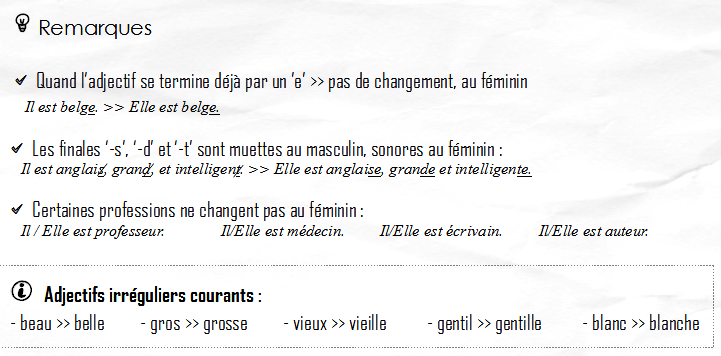 Remarques
Quand l'adjectif se termine déjà par un 'e' >> pas de changement, au féminin
Il est belge. >> Elle est belge.
Les finales '-s', '-d' et '-t' sont muettes au masculin, sonores au féminin :
Il est anglais, grand, et intelligent. >> Elle est anglaise, grande et intelligente.
Certaines professions ne changent pas au féminin :
Il / Elle est professeur. Il/Elle est médecin. Il/Elle est écrivain. Il/Elle est auteur.
Adjectifs irréguliers courants :
- beau >> belle - gros >> grosse - vieux >> vieille - gentil >> gentille - blanc >> blanche